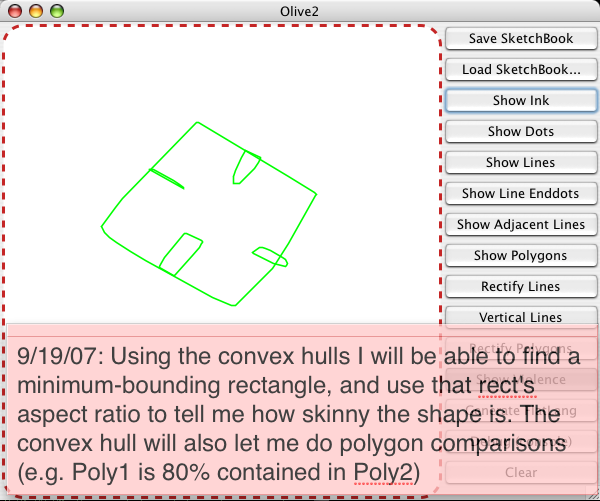 Olive2
Save SketchBook
Load SketchBook...
Show Ink
Show Dots
Show Lines
Show Line Enddots
Show Adjacent Lines
Show Polygons
Rectify Lines
Vertical Lines
Rectify Polygons
Show
Generate
Clear
9/19/07: Using the convex hulls I will be able to find a
minimum-bounding rectangle, and use that rect's
aspect ratio to tell me how skinny the shape is. The
convex hull will also let me do polygon comparisons
(e.g. Poly1 is 80% contained in Poly2)